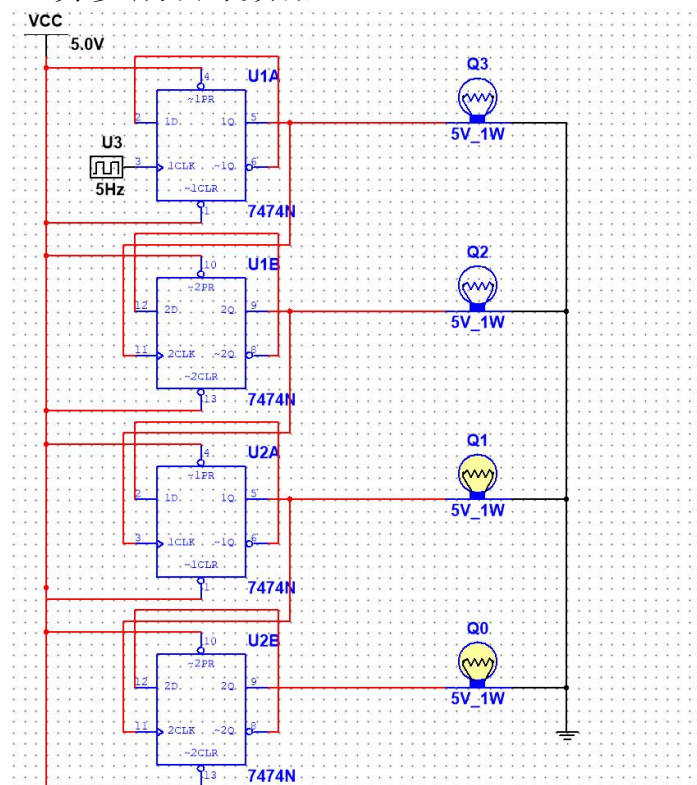 VCC
5.0V
4
U1A
~1PR
2 1D 1Q 5
U3
3 1CLK ~1Q 6
5Hz
~1CLR
1
7474N
Q3
5V_1W
10
U1B
~2PR
12 2D 2Q 9
11 2CLK ~2Q 8
~2CLR
13
7474N
Q2
5V_1W
4
U2A
~1PR
2 1D 1Q 5
3 1CLK ~1Q 6
~1CLR
1
7474N
Q1
5V_1W
10
U2B
~2PR
12 2D 2Q 9
11 2CLK ~2Q 8
~2CLR
13
7474N
Q0
5V_1W